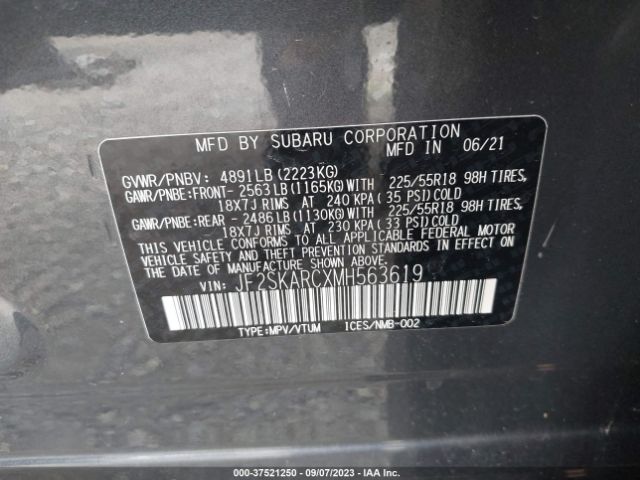 MFD BY SUBARU CORPORATION
MFD IN 06/21
GVWR/PNBV: 4891LB (2223KG)
GAWR/PNBE:FRONT- 2563LB(1165KG)WITH 225/55R18 98H TIRES,
18X7J RIMS AT 240 KPA(35 PSI)COLD
GAWR/PNBE:REAR - 2486LB(1130KG)WITH 225/55R18 98H TIRES,
18X7J RIMS AT 230 KPA(33 PSI)COLD
THIS VEHICLE CONFORMS TO ALL APPLICABLE FEDERAL MOTOR
VEHICLE SAFETY AND THEFT PREVENTION STANDARDS IN EFFECT
ON THE DATE OF MANUFACTURE SHOWN ABOVE.
VIN: JF2SKARCXMH563619
TYPE:MPV/VTUM ICES/NMB-002
000-37521250 - 09/07/2023 - © IAA Inc.